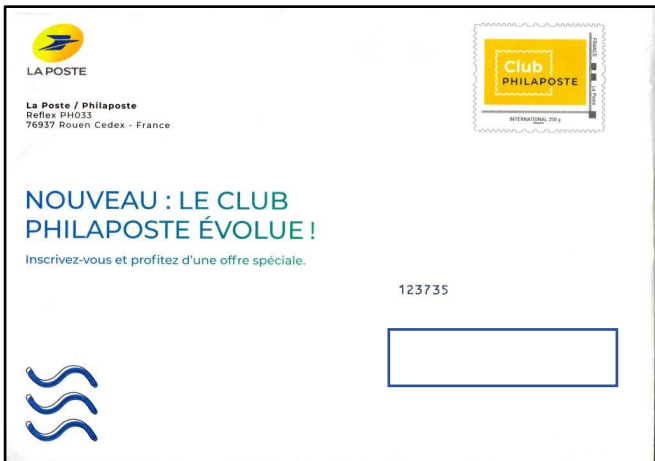 LA POSTE
La Poste / Philaposte
Reflex PH033
76937 Rouen Cedex - France
Club
PHILAPOSTE
FRANCE
La Poste
INTERNATIONAL 250 g
NOUVEAU : LE CLUB
PHILAPOSTE ÉVOLUE !
Inscrivez-vous et profitez d'une offre spéciale.
123735